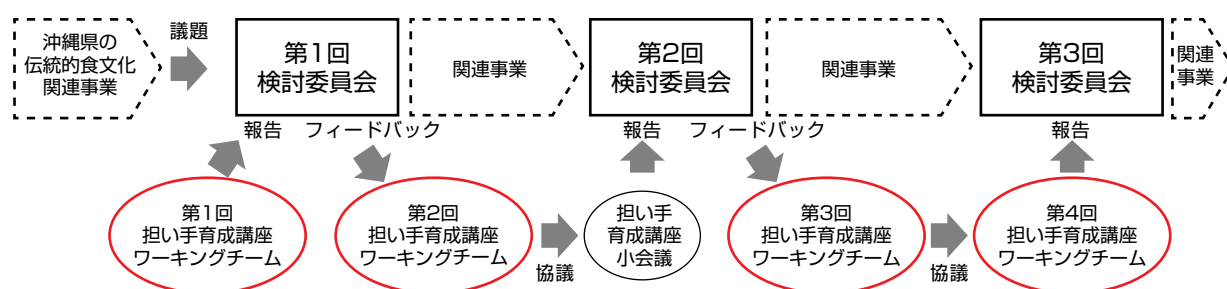 沖縄県の
伝統的食文化
関連事業
議題
第1回
検討委員会
関連事業
第2回
検討委員会
関連事業
第3回
検討委員会
関連
事業
報告
フィードバック
報告
フィードバック
報告
第1回
担い手育成講座
ワーキングチーム
第2回
担い手育成講座
ワーキングチーム
協議
担い手
育成講座
小会議
第3回
担い手育成講座
ワーキングチーム
協議
第4回
担い手育成講座
ワーキングチーム